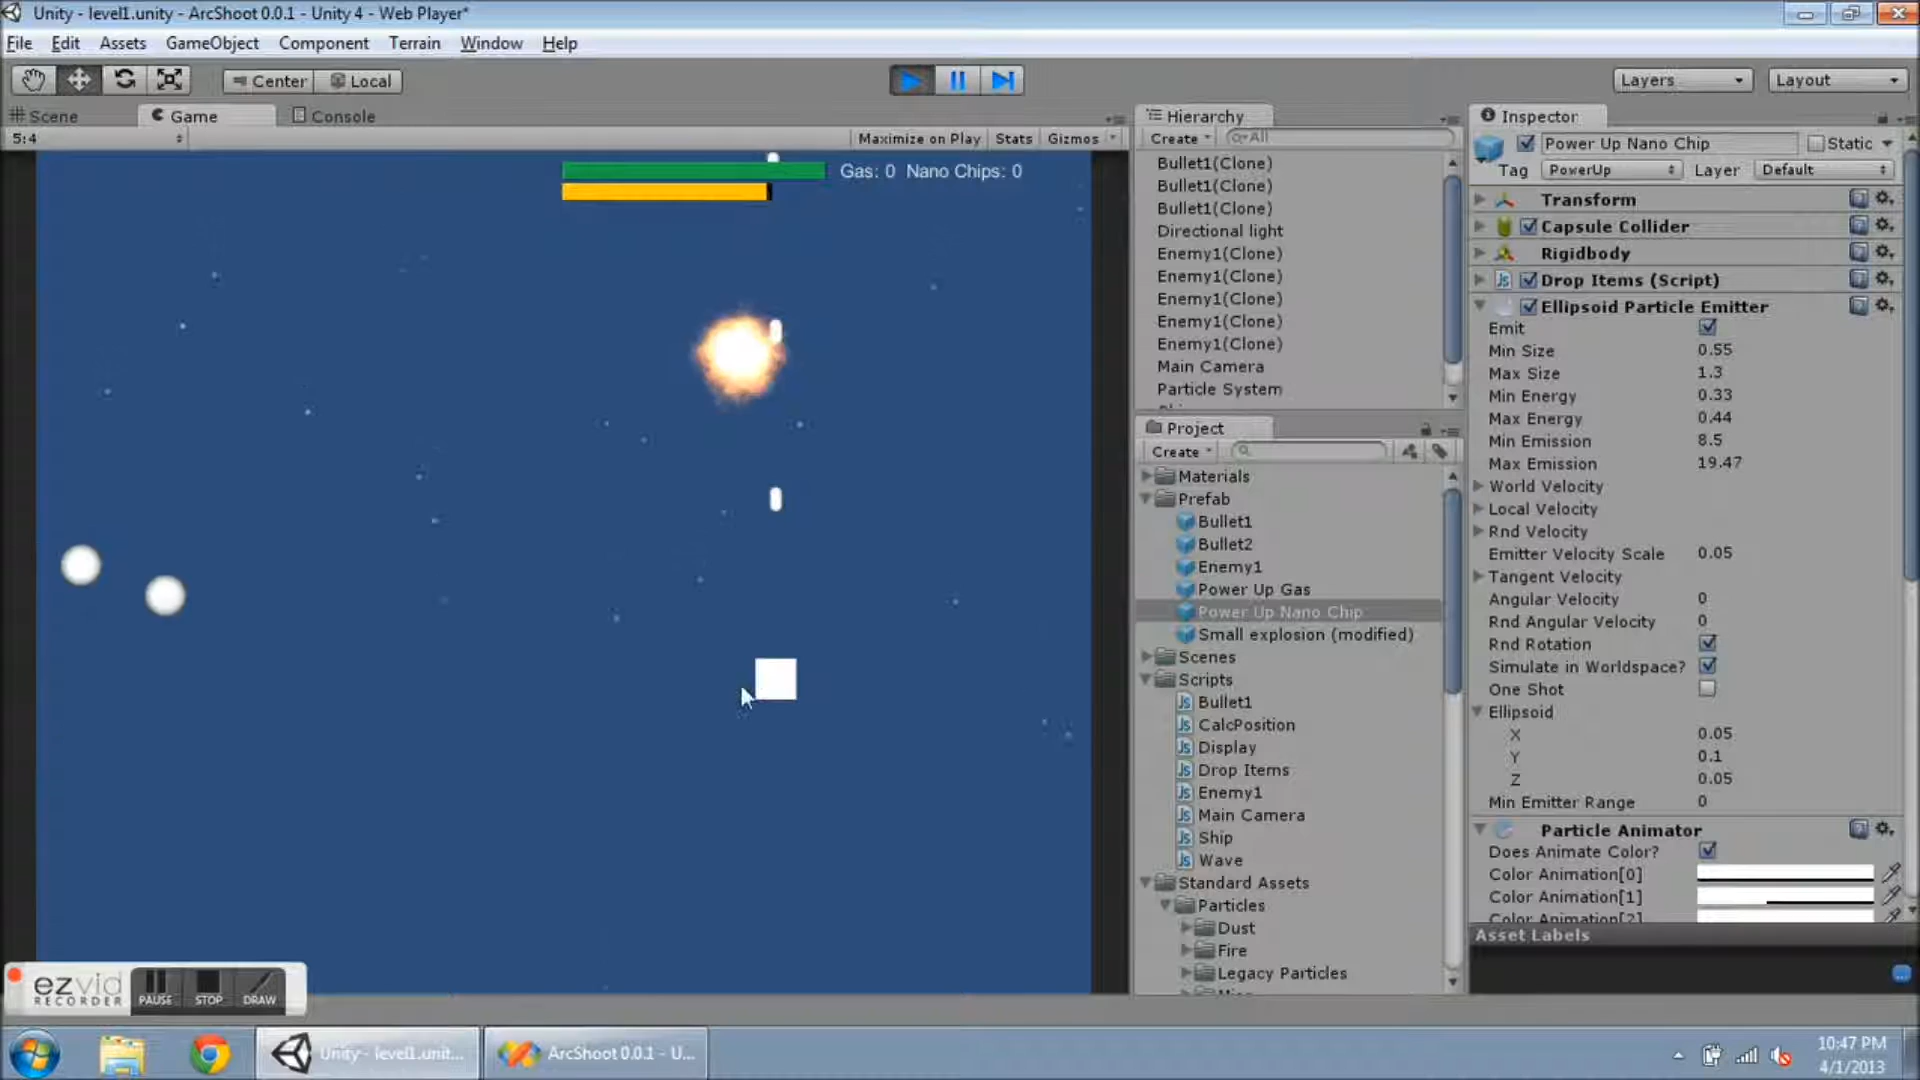 Unity - level1.unity - ArcShoot 0.0.1 - Unity 4 - Web Player*
File Edit Assets GameObject Component Terrain Window Help
Center Local Layers Layout
Scene Game Console
5:4 Maximize on Play Stats Gizmos
Gas: 0 Nano Chips: 0
Hierarchy
Create All
Bullet1(Clone)
Bullet1(Clone)
Bullet1(Clone)
Directional light
Enemy1(Clone)
Enemy1(Clone)
Enemy1(Clone)
Enemy1(Clone)
Enemy1(Clone)
Main Camera
Particle System
Project
Create
Materials
Prefab
Bullet1
Bullet2
Enemy1
Power Up Gas
Power Up Nano Chip
Small explosion (modified)
Scenes
Scripts
Bullet1
CalcPosition
Display
Drop Items
Enemy1
Main Camera
Ship
Wave
Standard Assets
Particles
Dust
Fire
Legacy Particles
Inspector
Power Up Nano Chip Static
Tag PowerUp Layer Default
Transform
Capsule Collider
Rigidbody
Drop Items (Script)
Ellipsoid Particle Emitter
Emit
Min Size 0.55
Max Size 1.3
Min Energy 0.33
Max Energy 0.44
Min Emission 8.5
Max Emission 19.47
World Velocity
Local Velocity
Rnd Velocity
Emitter Velocity Scale 0.05
Tangent Velocity
Angular Velocity 0
Rnd Angular Velocity 0
Rnd Rotation
Simulate in Worldspace?
One Shot
Ellipsoid
X 0.05
Y 0.1
Z 0.05
Min Emitter Range 0
Particle Animator
Does Animate Color?
Color Animation[0]
Color Animation[1]
Color Animation[2]
Asset Labels
ezvid
RECORDER
PAUSE STOP DRAW
Unity - level1.unit...
ArcShoot 0.0.1 - U...
10:47 PM
4/1/2013